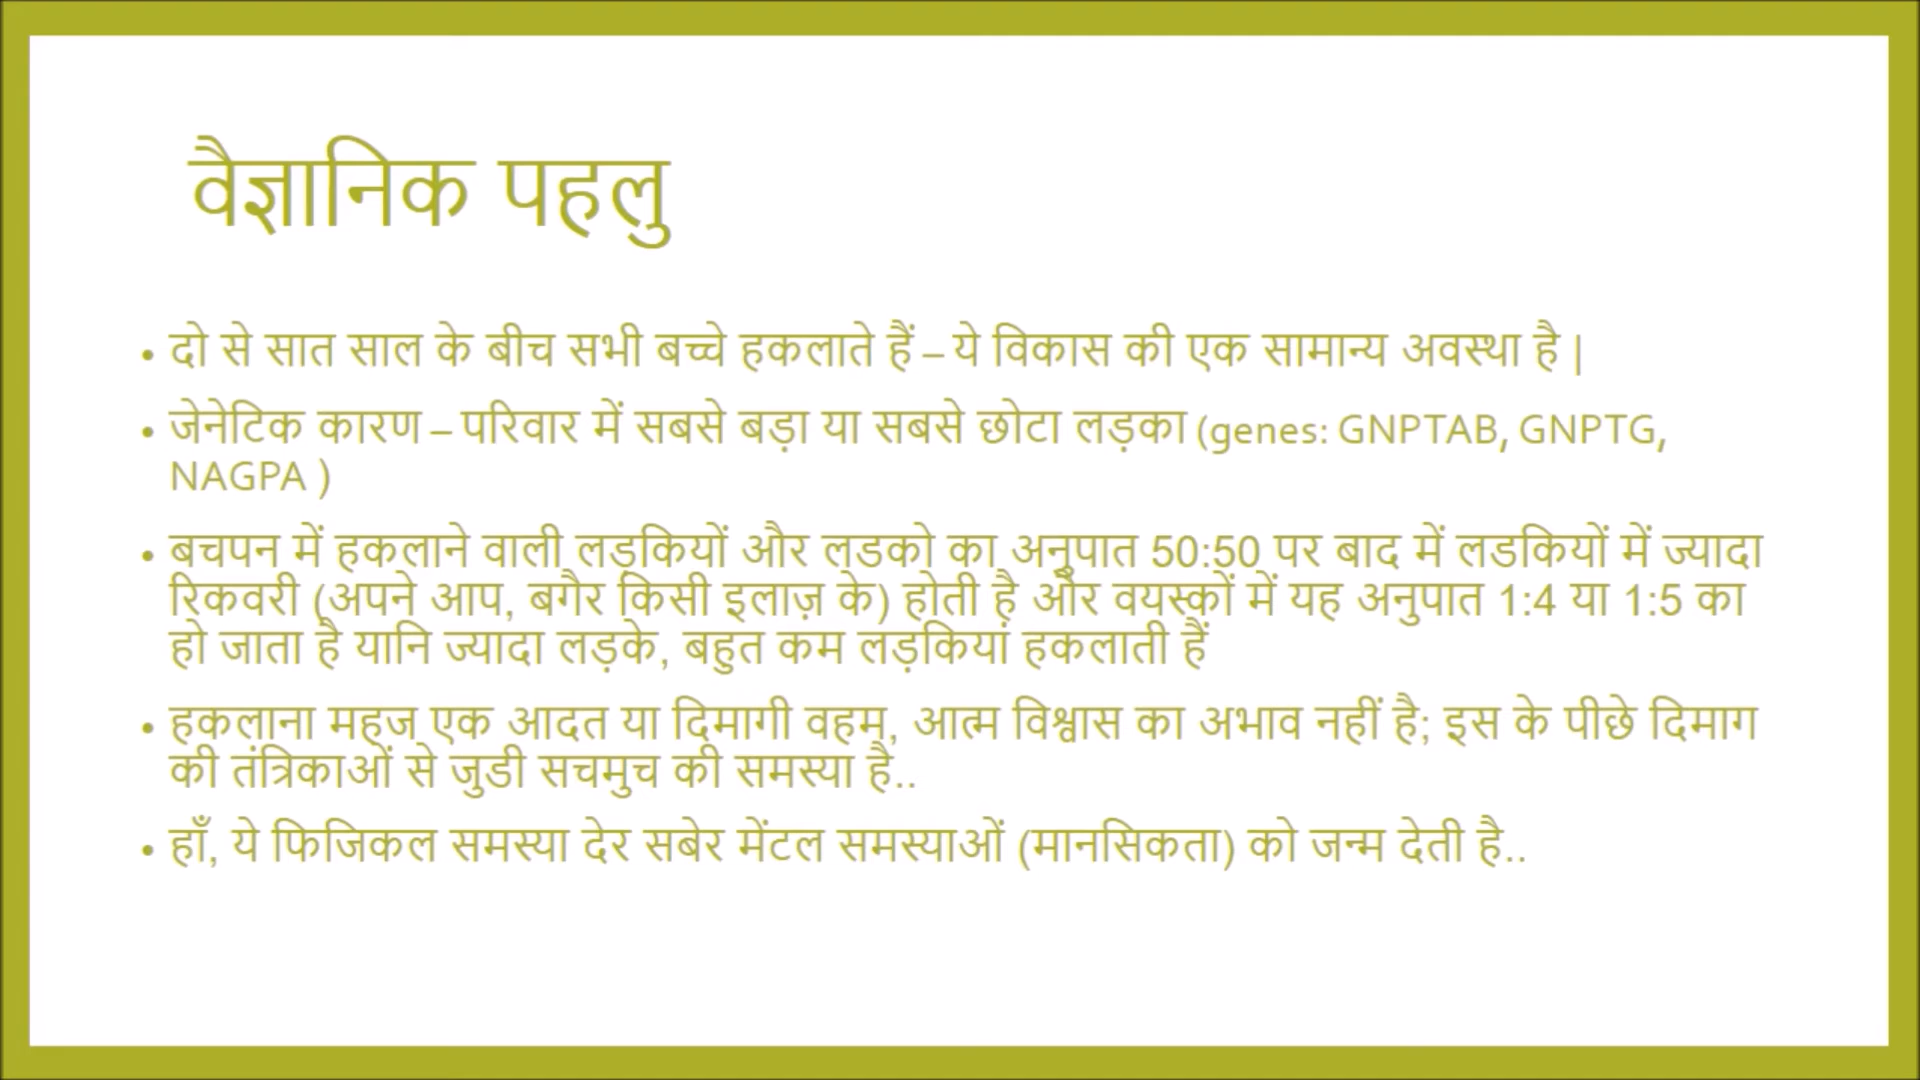 वैज्ञानिक पहलु
• दो से सात साल के बीच सभी बच्चे हकलाते हैं – ये विकास की एक सामान्य अवस्था है |
• जेनेटिक कारण – परिवार में सबसे बड़ा या सबसे छोटा लड़का (genes: GNPTAB, GNPTG,
NAGPA )
• बचपन में हकलाने वाली लड़कियों और लडको का अनुपात 50:50 पर बाद में लडकियों में ज्यादा
रिकवरी (अपने आप, बगैर किसी इलाज़ के) होती है और वयस्कों में यह अनुपात 1:4 या 1:5 का
हो जाता है यानि ज्यादा लड़के, बहुत कम लड़कियां हकलाती हैं
• हकलाना महज एक आदत या दिमागी वहम, आत्म विश्वास का अभाव नहीं है; इस के पीछे दिमाग
की तंत्रिकाओं से जुडी सचमुच की समस्या है..
• हाँ, ये फिजिकल समस्या देर सबेर मेंटल समस्याओं (मानसिकता) को जन्म देती है..